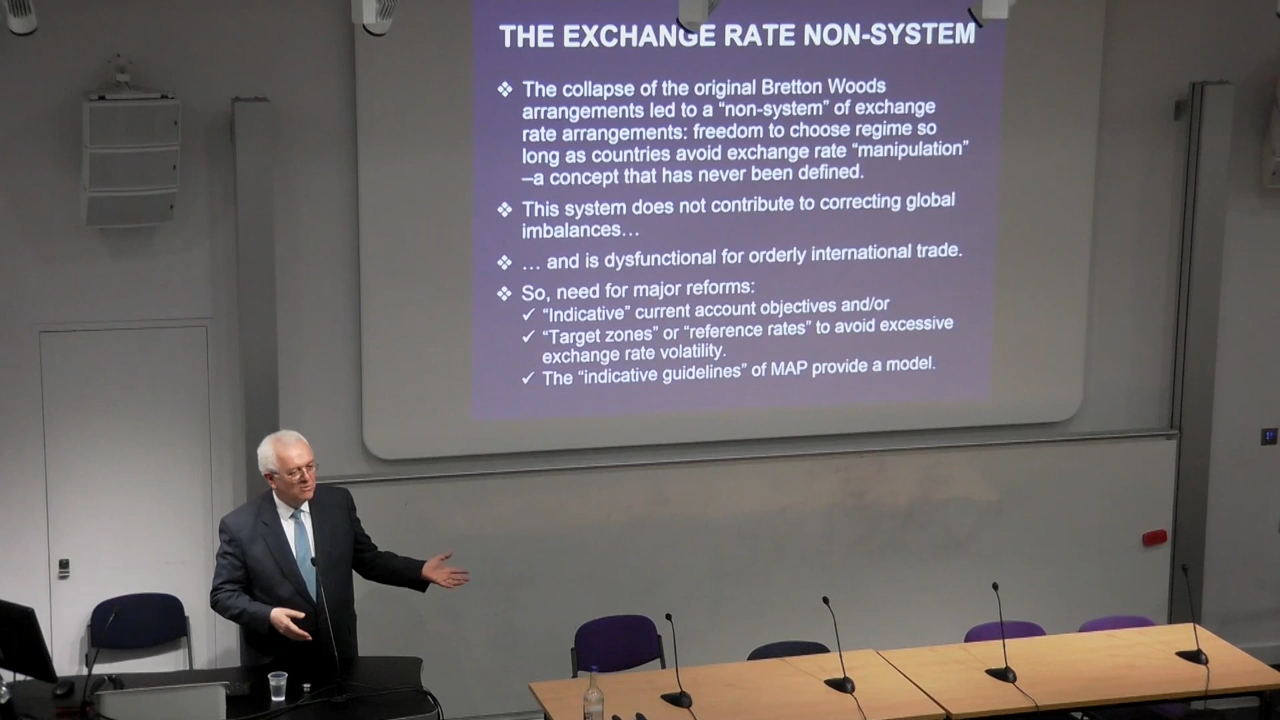 THE EXCHANGE RATE NON-SYSTEM
❖ The collapse of the original Bretton Woods
arrangements led to a “non-system” of exchange
rate arrangements: freedom to choose regime so
long as countries avoid exchange rate “manipulation”
–a concept that has never been defined.
❖ This system does not contribute to correcting global
imbalances…
❖ … and is dysfunctional for orderly international trade.
❖ So, need for major reforms:
✓ “Indicative” current account objectives and/or
✓ “Target zones” or “reference rates” to avoid excessive
exchange rate volatility.
✓ The “indicative guidelines” of MAP provide a model.